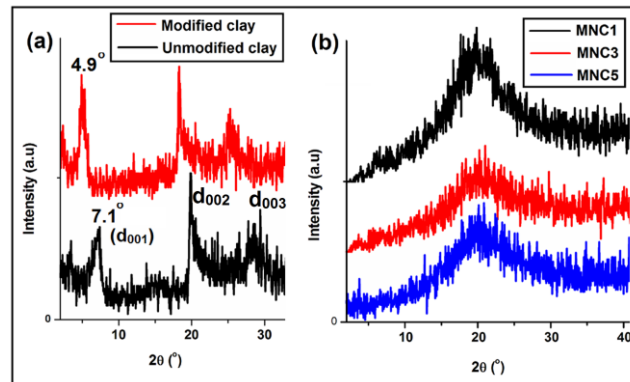 (a)
Modified clay
Unmodified clay
4.9°
7.1°
(d001)
d002
d003
Intensity (a.u)
0
10
20
30
2θ (°)
(b)
MNC1
MNC3
MNC5
Intensity (a.u)
0
10
20
30
40
2θ (°)